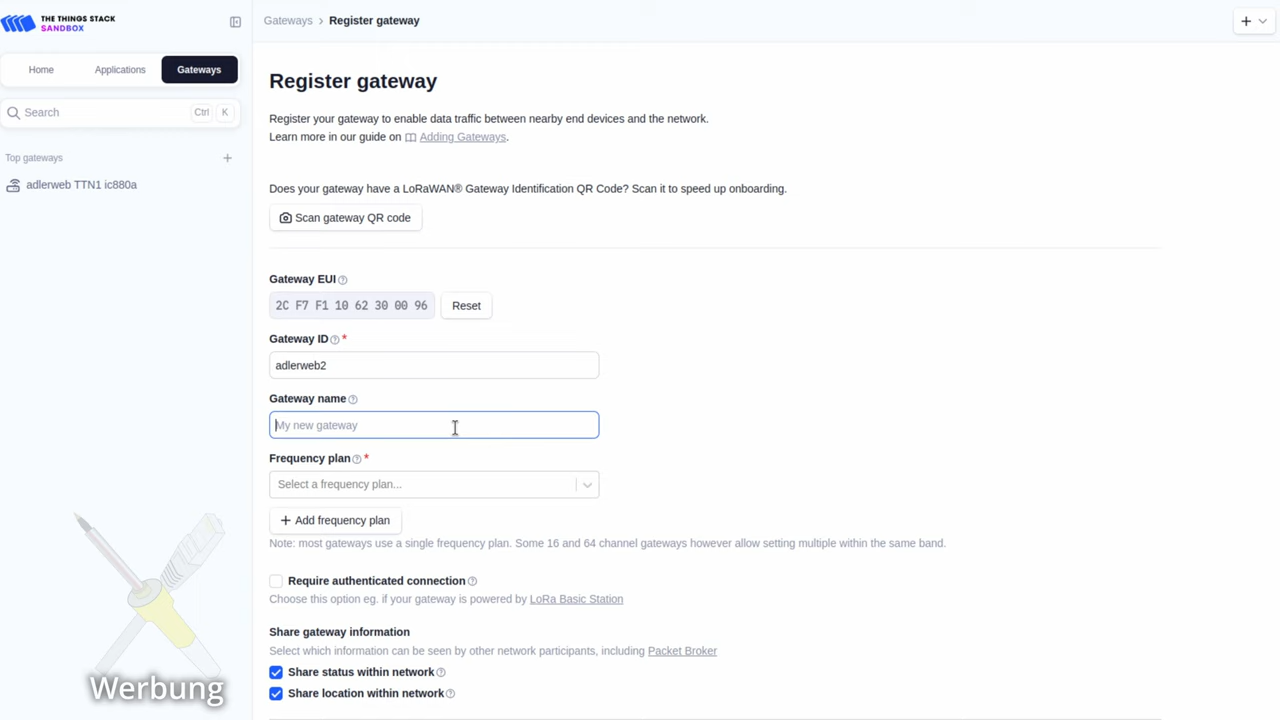 THE THINGS STACK
SANDBOX
Gateways > Register gateway
Home
Applications
Gateways
Search
Ctrl
K
Top gateways
adlerweb TTN1 ic880a
Register gateway
Register your gateway to enable data traffic between nearby end devices and the network.
Learn more in our guide on Adding Gateways.
Does your gateway have a LoRaWAN® Gateway Identification QR Code? Scan it to speed up onboarding.
Scan gateway QR code
Gateway EUI
2C F7 F1 10 62 30 00 96
Reset
Gateway ID *
adlerweb2
Gateway name
My new gateway
Frequency plan *
Select a frequency plan...
+ Add frequency plan
Note: most gateways use a single frequency plan. Some 16 and 64 channel gateways however allow setting multiple within the same band.
Require authenticated connection
Choose this option eg. if your gateway is powered by LoRa Basic Station
Share gateway information
Select which information can be seen by other network participants, including Packet Broker
Share status within network
Share location within network
Werbung